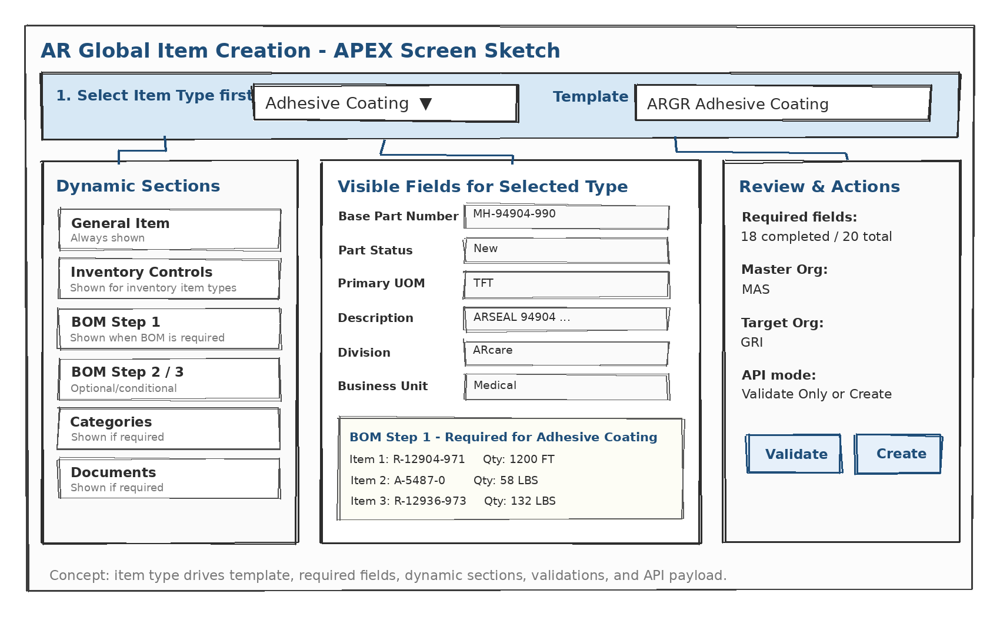 AR Global Item Creation - APEX Screen Sketch
1. Select Item Type first
Adhesive Coating ▼
Template
ARGR Adhesive Coating
Dynamic Sections
General Item
Always shown
Inventory Controls
Shown for inventory item types
BOM Step 1
Shown when BOM is required
BOM Step 2 / 3
Optional/conditional
Categories
Shown if required
Documents
Shown if required
Visible Fields for Selected Type
Base Part Number MH-94904-990
Part Status New
Primary UOM TFT
Description ARSEAL 94904 ...
Division ARcare
Business Unit Medical
BOM Step 1 - Required for Adhesive Coating
Item 1: R-12904-971 Qty: 1200 FT
Item 2: A-5487-0 Qty: 58 LBS
Item 3: R-12936-973 Qty: 132 LBS
Review & Actions
Required fields:
18 completed / 20 total
Master Org:
MAS
Target Org:
GRI
API mode:
Validate Only or Create
Validate
Create
Concept: item type drives template, required fields, dynamic sections, validations, and API payload.